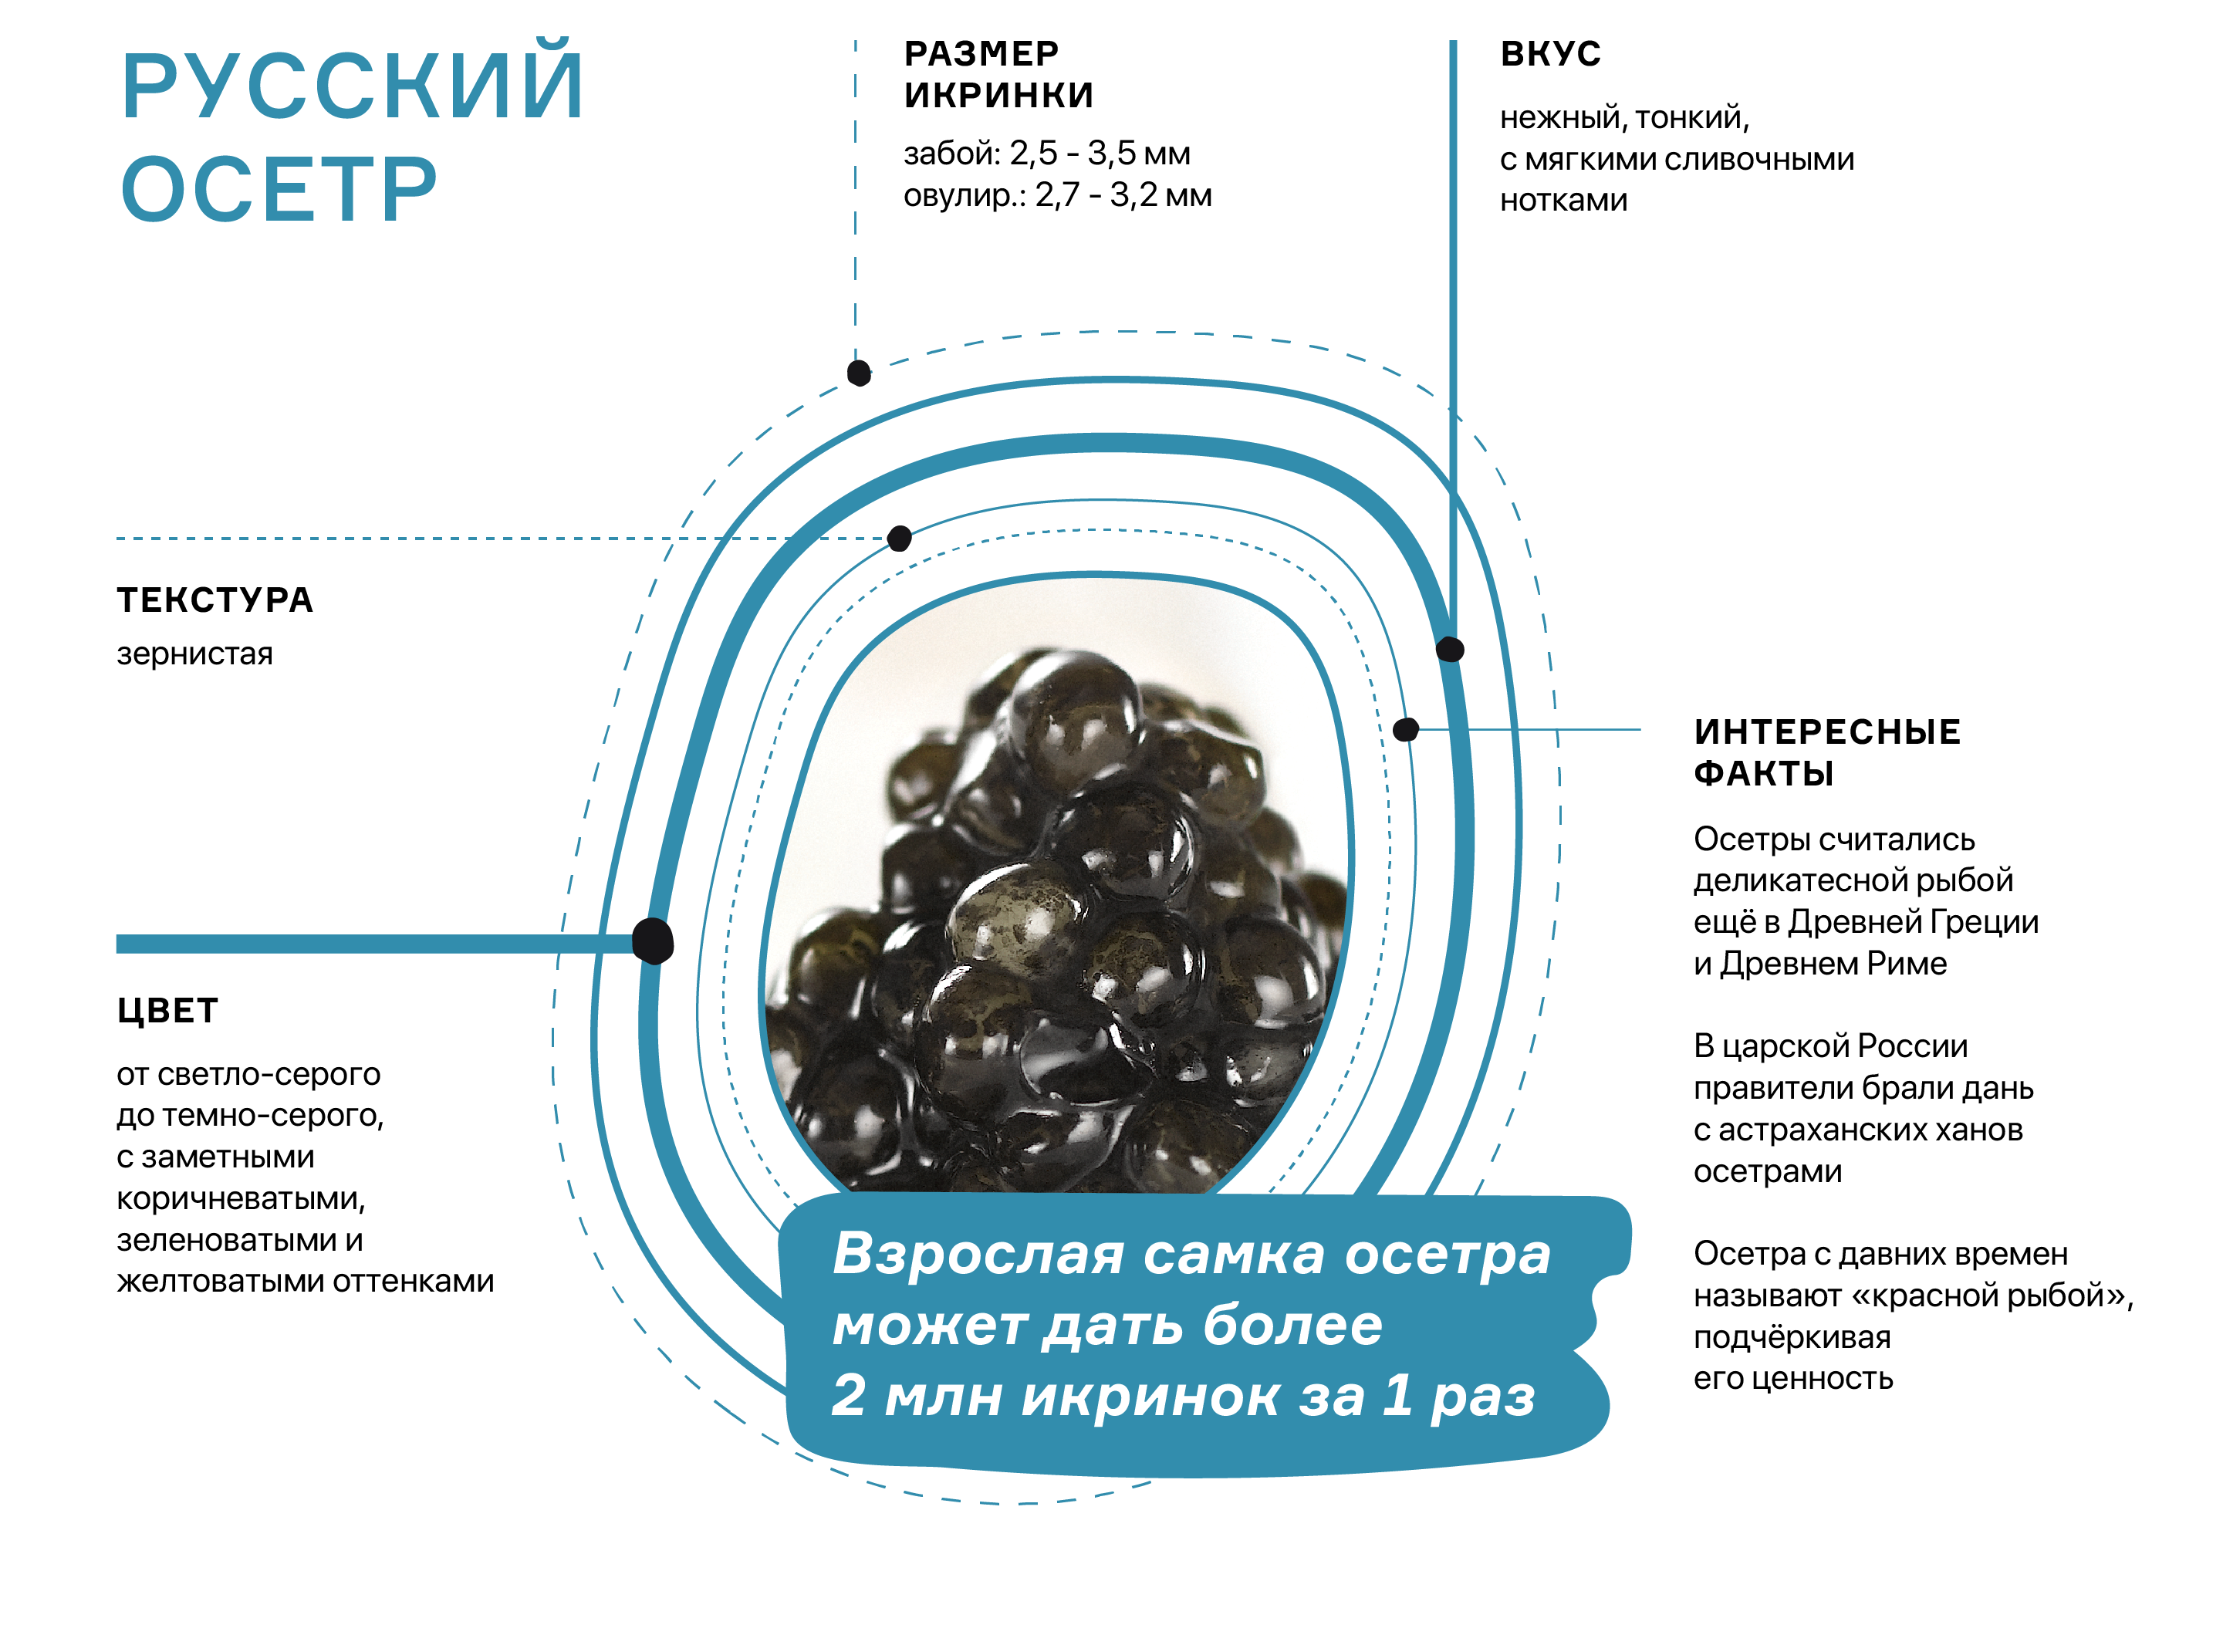 РУССКИЙ
ОСЕТР
РАЗМЕР
ИКРИНКИ
забой: 2,5 - 3,5 мм
овулир.: 2,7 - 3,2 мм
ВКУС
нежный, тонкий,
с мягкими сливочными
нотками
ТЕКСТУРА
зернистая
ЦВЕТ
от светло-серого
до темно-серого,
с заметными
коричневатыми,
зеленоватыми и
желтоватыми оттенками
ИНТЕРЕСНЫЕ
ФАКТЫ
Осетры считались
деликатесной рыбой
ещё в Древней Греции
и Древнем Риме
В царской России
правители брали дань
с астраханских ханов
осетрами
Осетра с давних времен
называют «красной рыбой»,
подчёркивая
его ценность
Взрослая самка осетра
может дать более
2 млн икринок за 1 раз